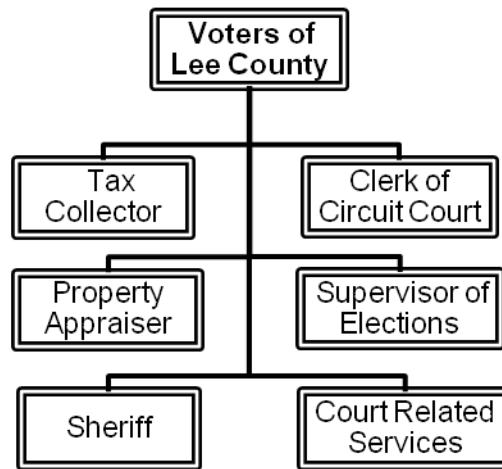 Voters of
Lee County
Tax
Collector
Clerk of
Circuit Court
Property
Appraiser
Supervisor of
Elections
Sheriff
Court Related
Services